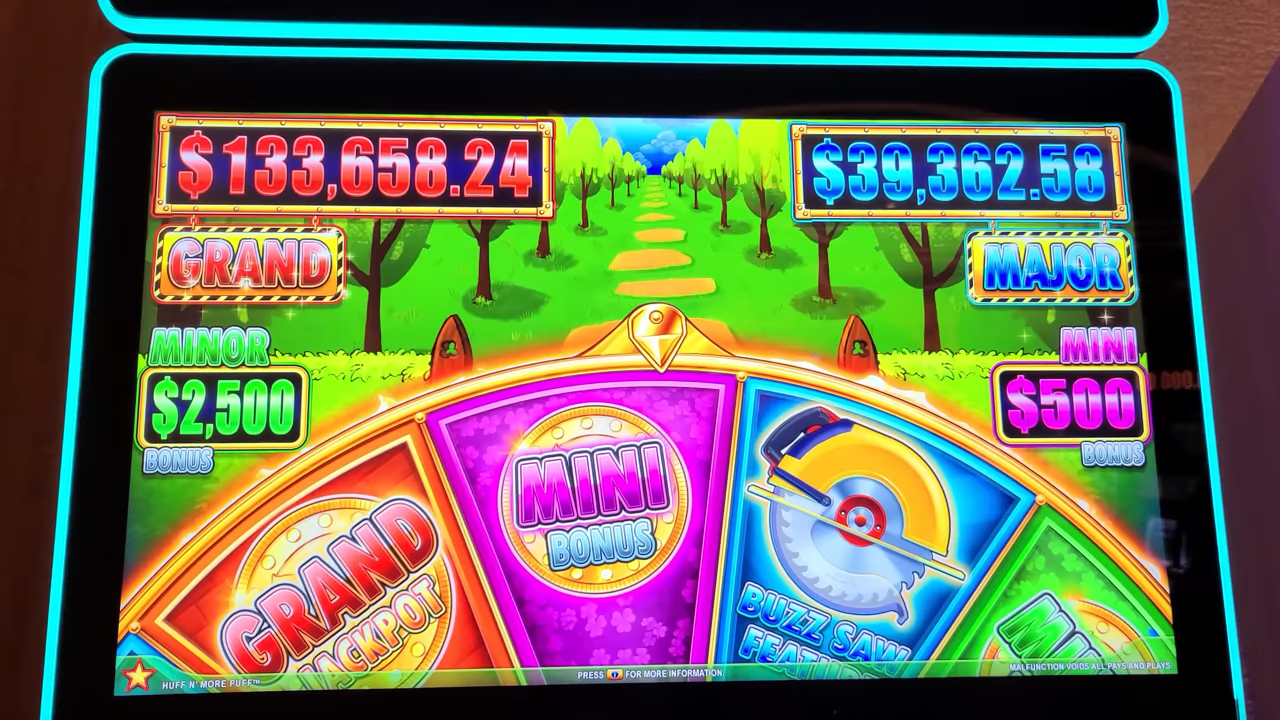 $133,658.24
$39,362.58
GRAND
MAJOR
MINOR
$2,500
BONUS
MINI
$500
BONUS
MINI
BONUS
GRAND
JACKPOT
BUZZ SAW
FEATURE
HUFF N' MORE PUFF™
PRESS FOR MORE INFORMATION.
MALFUNCTION VOIDS ALL PAYS AND PLAYS.